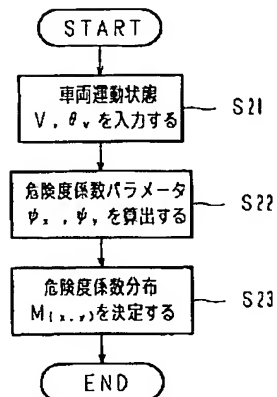 START
車両運動状態
V, θv を入力する
S21
危険度係数パラメータ
ψx, ψy を算出する
S22
危険度係数分布
M(x,y)を決定する
S23
END